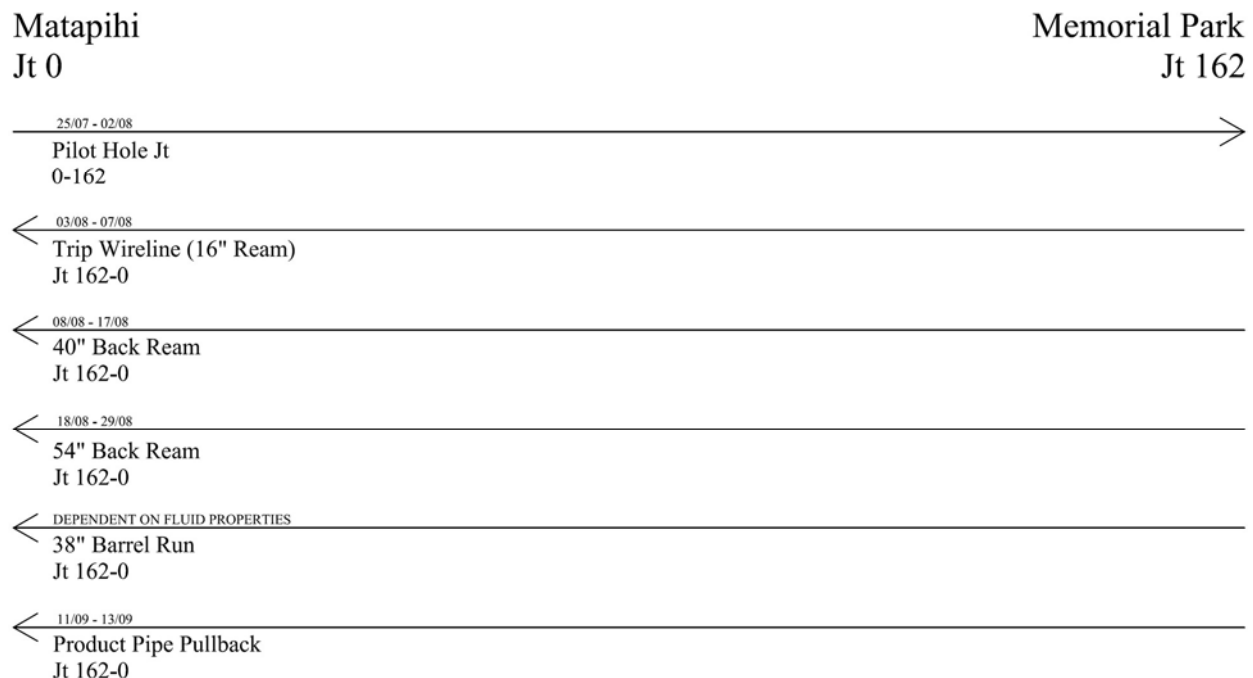 Matapihi
Jt 0
Memorial Park
Jt 162
25/07 - 02/08
Pilot Hole Jt
0-162
03/08 - 07/08
Trip Wireline (16" Ream)
Jt 162-0
08/08 - 17/08
40" Back Ream
Jt 162-0
18/08 - 29/08
54" Back Ream
Jt 162-0
DEPENDENT ON FLUID PROPERTIES
38" Barrel Run
Jt 162-0
11/09 - 13/09
Product Pipe Pullback
Jt 162-0